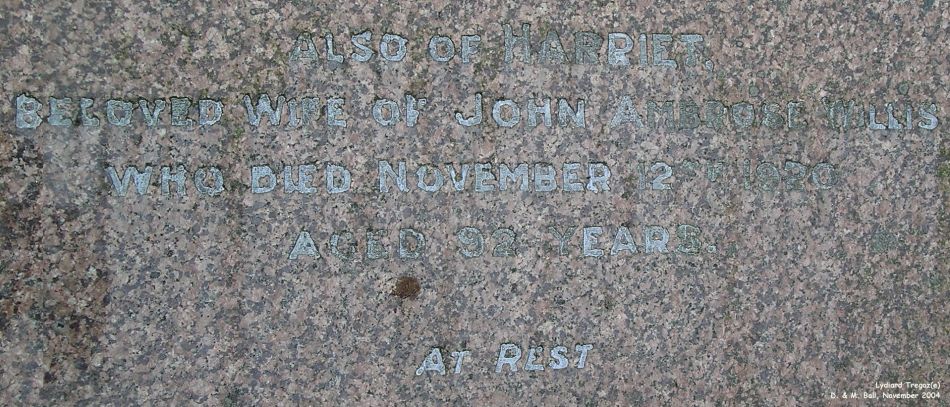 ALSO OF HARRIET,
BELOVED WIFE OF JOHN AMBROSE WILLIS
WHO DIED NOVEMBER 12TH 1920
AGED 92 YEARS.
AT REST
Lydiard Tregoz(e)
D. & M. Ball, November 2004